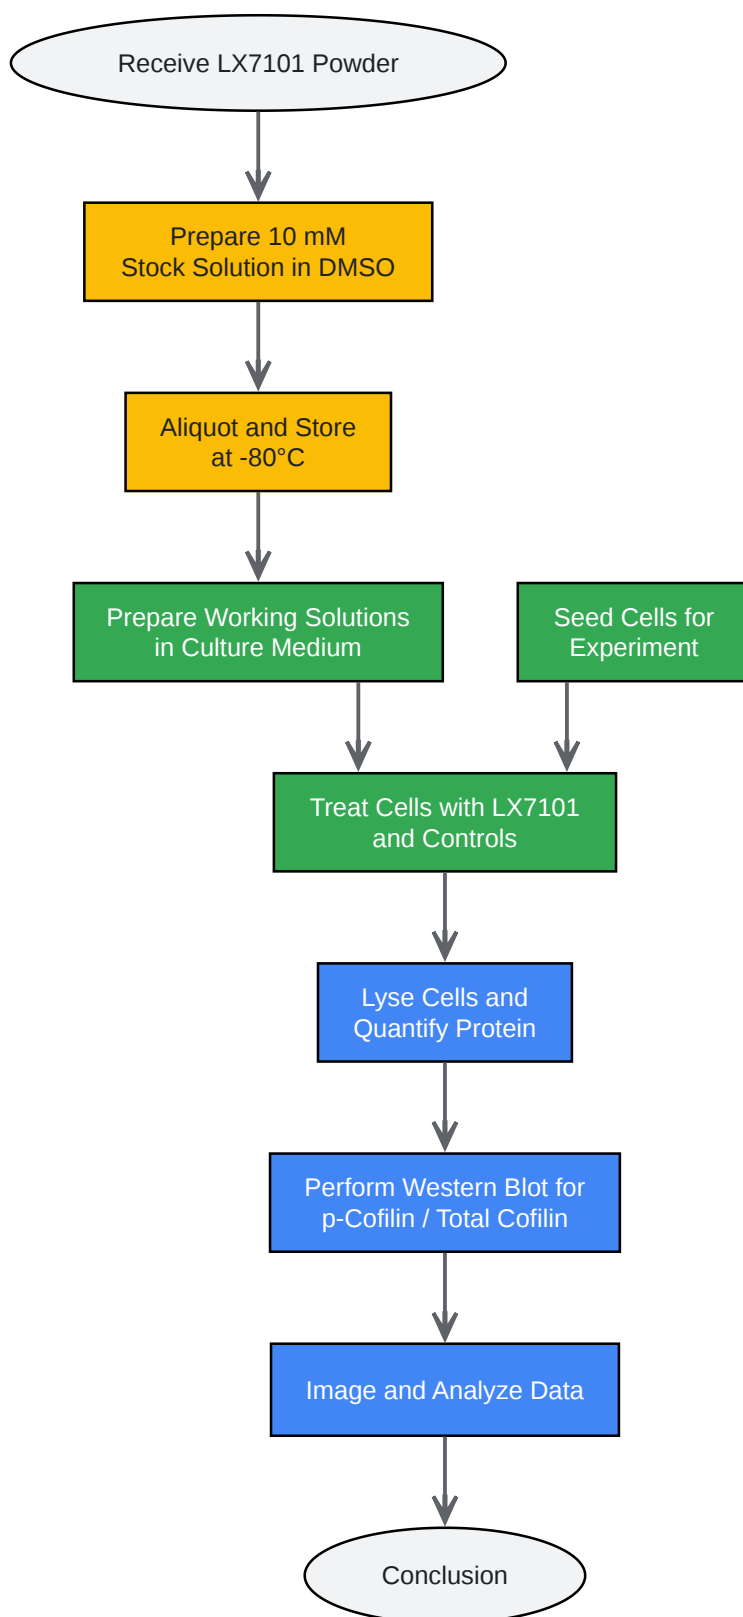 Receive LX7101 Powder
Prepare 10 mM
Stock Solution in DMSO
Aliquot and Store
at -80°C
Prepare Working Solutions
in Culture Medium
Seed Cells for
Experiment
Treat Cells with LX7101
and Controls
Lyse Cells and
Quantify Protein
Perform Western Blot for
p-Cofilin / Total Cofilin
Image and Analyze Data
Conclusion